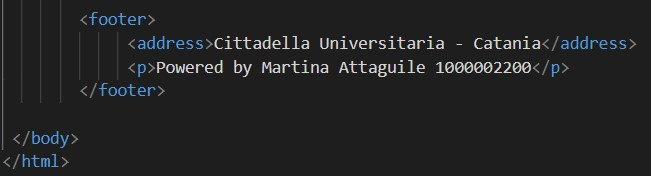 <footer>
<address>Cittadella Universitaria - Catania</address>
<p>Powered by Martina Attaguile 1000002200</p>
</footer>
</body>
</html>